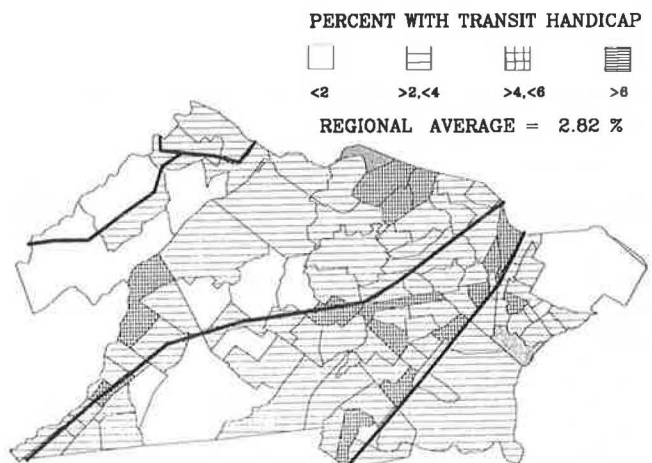 PERCENT WITH TRANSIT HANDICAP
<2 >2,<4 >4,<6 >6
REGIONAL AVERAGE = 2.82 %